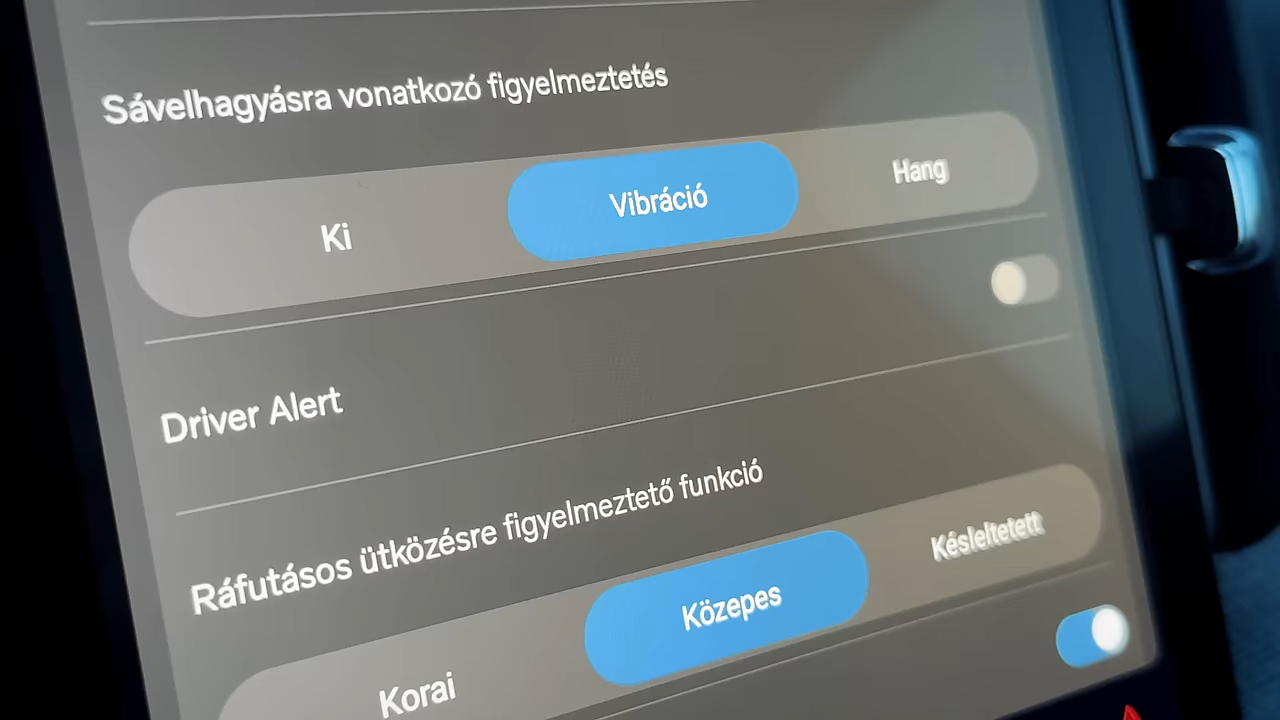 Sávelhagyásra vonatkozó figyelmeztetés
Ki
Vibráció
Hang
Driver Alert
Ráfutásos ütközésre figyelmeztető funkció
Korai
Közepes
Késleltetett